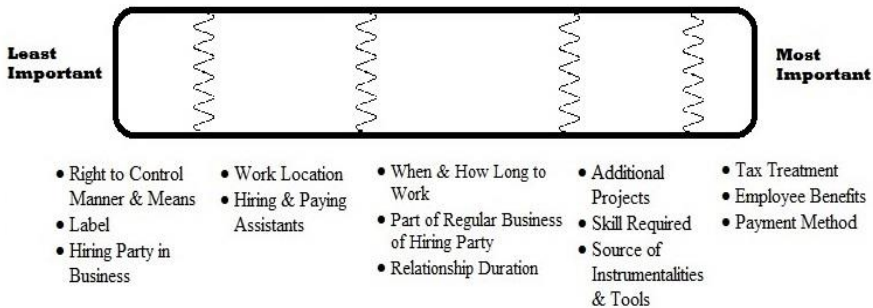 Least
Important
Most
Important
• Right to Control
Manner & Means
• Label
• Hiring Party in
Business
• Work Location
• Hiring & Paying
Assistants
• When & How Long to
Work
• Part of Regular Business
of Hiring Party
• Relationship Duration
• Additional
Projects
• Skill Required
• Source of
Instrumentalities
& Tools
• Tax Treatment
• Employee Benefits
• Payment Method